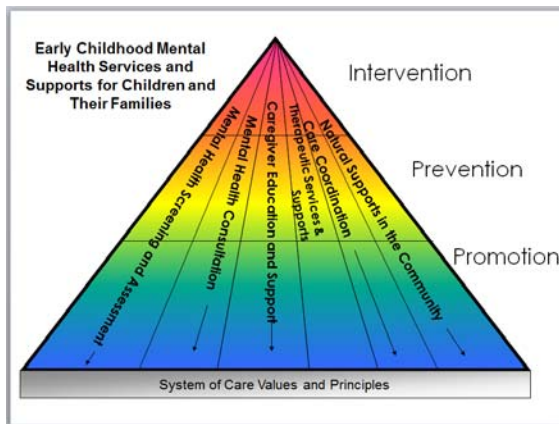 Early Childhood Mental
Health Services and
Supports for Children and
Their Families
Intervention
Prevention
Promotion
Mental Health Screening and Assessment
Mental Health Consultation
Caregiver Education and Support
Therapeutic Services &
Supports
Care Coordination
Natural Supports in the Community
System of Care Values and Principles